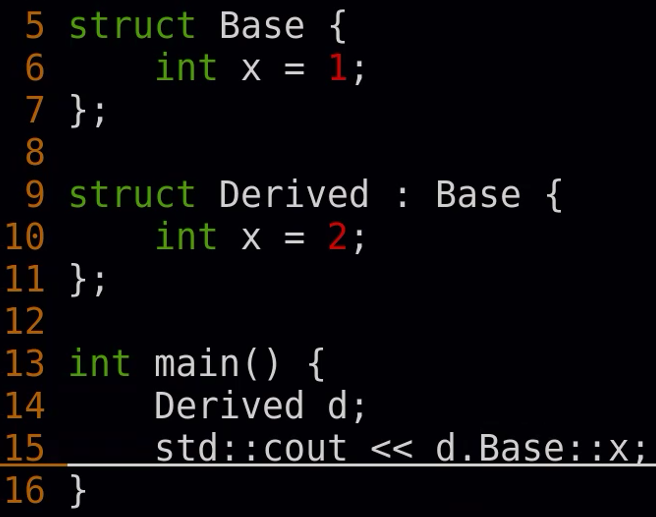 5 struct Base {
6     int x = 1;
7 };
8
9 struct Derived : Base {
10     int x = 2;
11 };
12
13 int main() {
14     Derived d;
15     std::cout << d.Base::x;
16 }